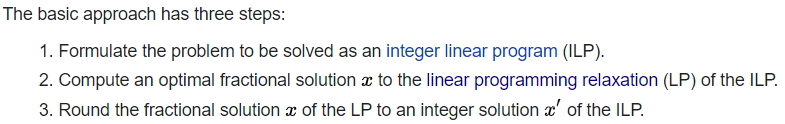 The basic approach has three steps:
1. Formulate the problem to be solved as an integer linear program (ILP).
2. Compute an optimal fractional solution x to the linear programming relaxation (LP) of the ILP.
3. Round the fractional solution x of the LP to an integer solution x′ of the ILP.